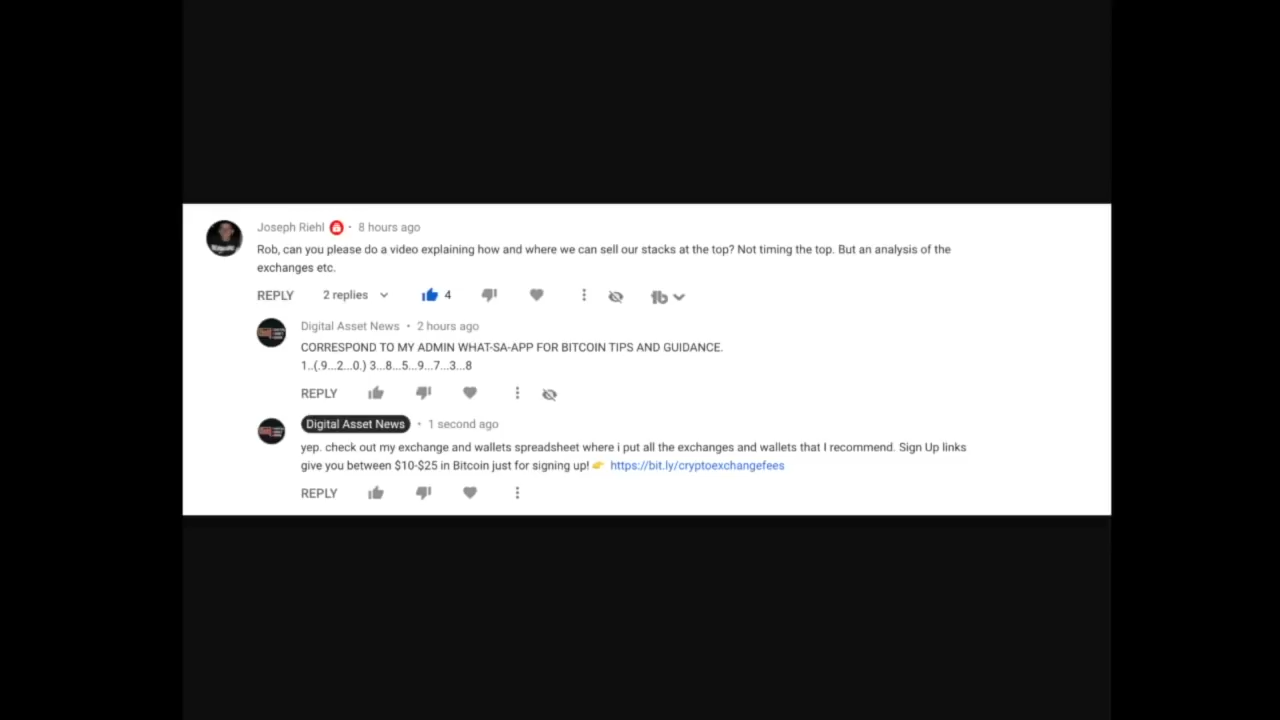 Joseph Riehl • 8 hours ago
Rob, can you please do a video explaining how and where we can sell our stacks at the top? Not timing the top. But an analysis of the
exchanges etc.
REPLY 2 replies 4
Digital Asset News • 2 hours ago
CORRESPOND TO MY ADMIN WHAT-SA-APP FOR BITCOIN TIPS AND GUIDANCE.
1..(.9...2...0.) 3...8...5...9...7...3...8
REPLY
Digital Asset News • 1 second ago
yep. check out my exchange and wallets spreadsheet where i put all the exchanges and wallets that I recommend. Sign Up links
give you between $10-$25 in Bitcoin just for signing up! 👉 https://bit.ly/cryptoexchangefees
REPLY